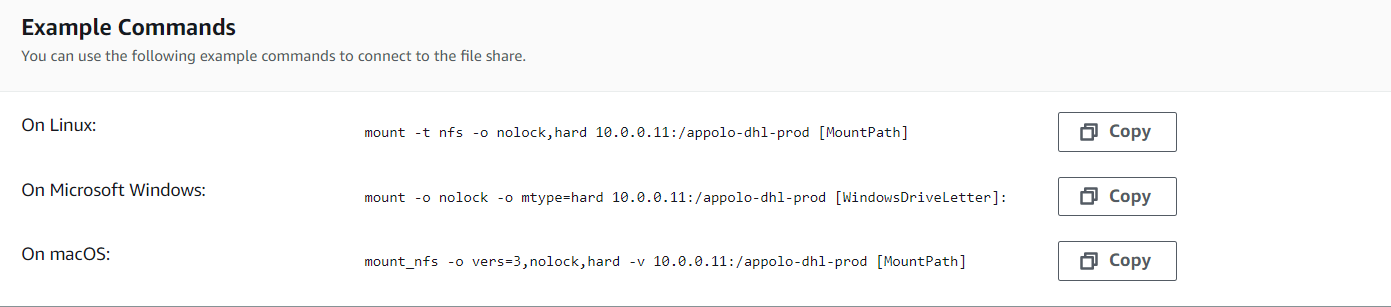 Example Commands
You can use the following example commands to connect to the file share.
On Linux:
mount -t nfs -o nolock,hard 10.0.0.11:/appolo-dhl-prod [MountPath]
Copy
On Microsoft Windows:
mount -o nolock -o mtype=hard 10.0.0.11:/appolo-dhl-prod [WindowsDriveLetter]:
Copy
On macOS:
mount_nfs -o vers=3,nolock,hard -v 10.0.0.11:/appolo-dhl-prod [MountPath]
Copy